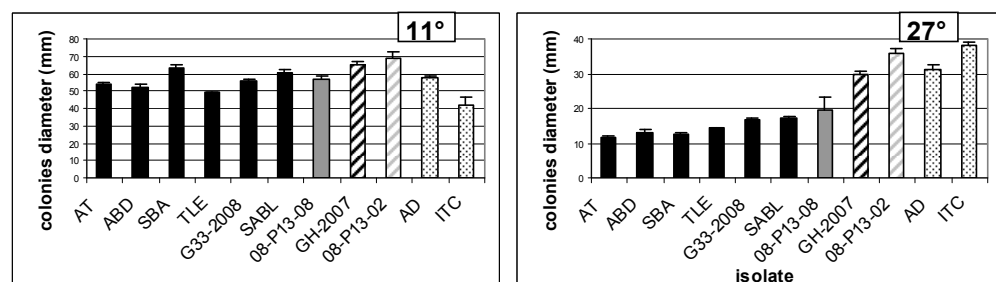 11°
colonies diameter (mm)
80
70
60
50
40
30
20
10
0
AT
ABD
SBA
TLE
G33-2008
SABL
08-P13-08
GH-2007
08-P13-02
AD
ITC
27°
colonies diameter (mm)
40
30
20
10
0
AT
ABD
SBA
TLE
G33-2008
SABL
08-P13-08
GH-2007
08-P13-02
AD
ITC
isolate